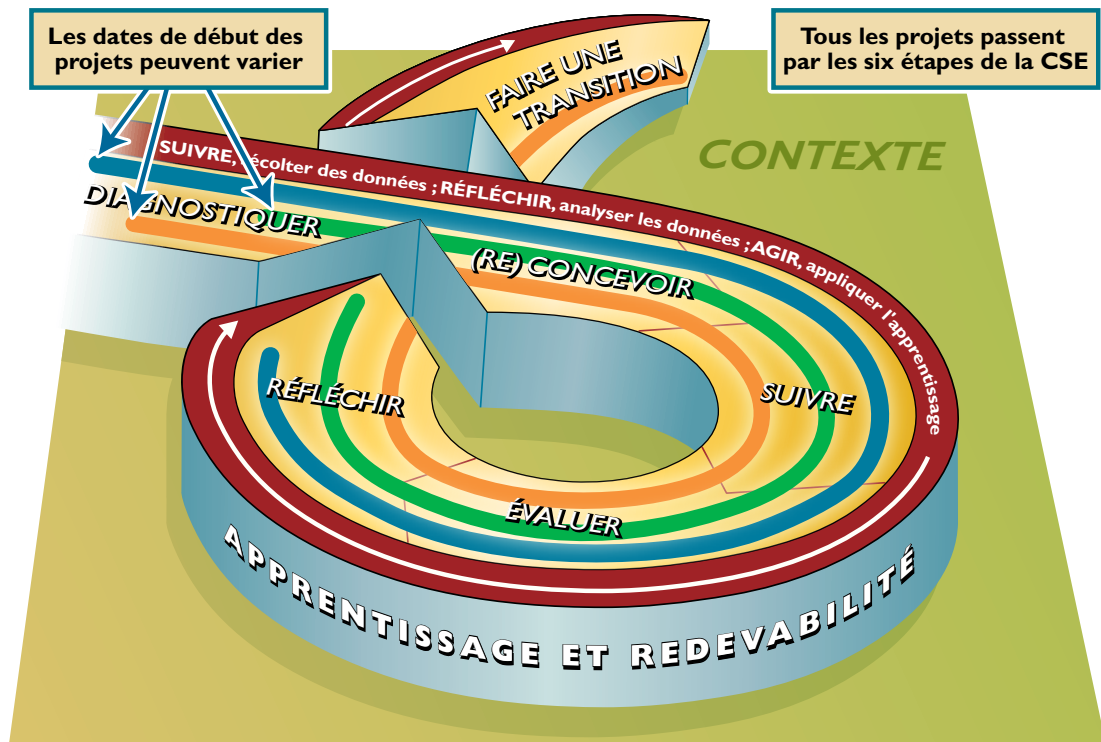 Les dates de début des
projets peuvent varier
Tous les projets passent
par les six étapes de la CSE
FAIRE UNE
TRANSITION
CONTEXTE
SUIVRE, récolter des données ; RÉFLÉCHIR, analyser les données ; AGIR, appliquer l'apprentissage
DIAGNOSTIQUER
(RE) CONCEVOIR
SUIVRE
RÉFLÉCHIR
ÉVALUER
APPRENTISSAGE ET REDEVABILITÉ